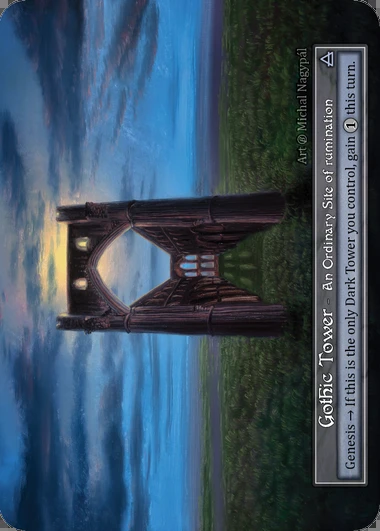 Art @ Michal Nagypál
Gothic Tower - An Ordinary Site of rumination
Genesis → If this is the only Dark Tower you control, gain 1 this turn.